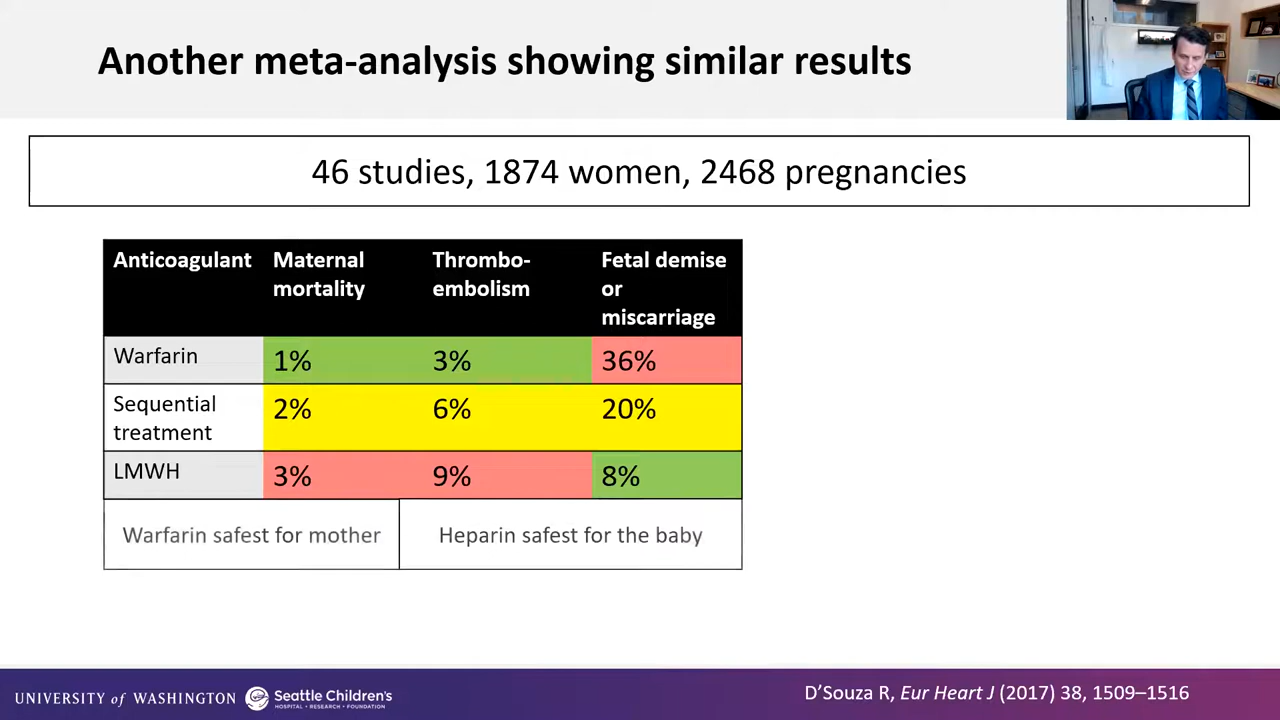 Another meta-analysis showing similar results
46 studies, 1874 women, 2468 pregnancies
Anticoagulant Maternal mortality Thrombo-embolism Fetal demise or miscarriage
Warfarin 1% 3% 36%
Sequential treatment 2% 6% 20%
LMWH 3% 9% 8%
Warfarin safest for mother Heparin safest for the baby
UNIVERSITY of WASHINGTON
Seattle Children's
HOSPITAL • RESEARCH • FOUNDATION
D'Souza R, Eur Heart J (2017) 38, 1509–1516